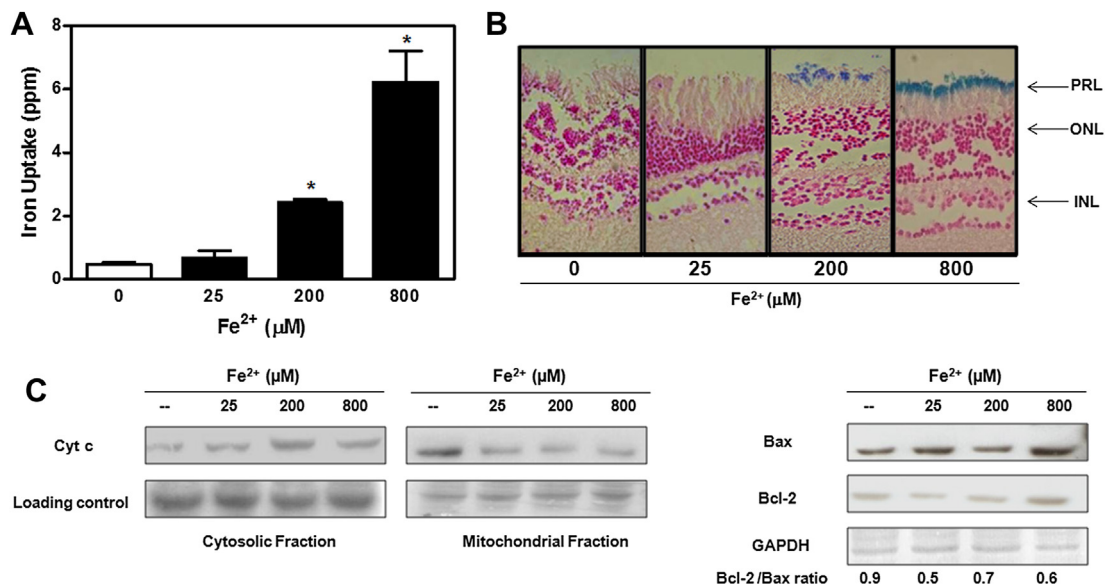 A
Iron Uptake (ppm)
8
6
4
2
0
*
*
0 25 200 800
Fe²⁺ (µM)
B
PRL
ONL
INL
0 25 200 800
Fe²⁺ (µM)
C
Fe²⁺ (µM)
-- 25 200 800
Fe²⁺ (µM)
-- 25 200 800
Cyt c
Loading control
Cytosolic Fraction
Mitochondrial Fraction
Fe²⁺ (µM)
-- 25 200 800
Bax
Bcl-2
GAPDH
Bcl-2/Bax ratio 0.9 0.5 0.7 0.6